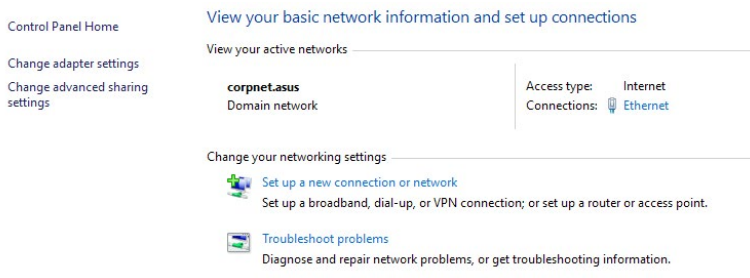 View your basic network information and set up connections
Control Panel Home
View your active networks
Change adapter settings
Change advanced sharing
settings
corpnet.asus
Domain network
Access type: Internet
Connections: Ethernet
Change your networking settings
Set up a new connection or network
Set up a broadband, dial-up, or VPN connection; or set up a router or access point.
Troubleshoot problems
Diagnose and repair network problems, or get troubleshooting information.